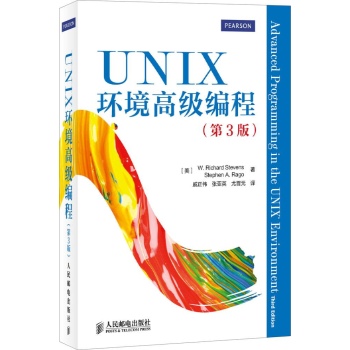 PEARSON
UNIX
环境高级编程
(第3版)
[美] W. Richard Stevens
Stephen A. Rago 著
戚正伟 张亚英 尤晋元 译
人民邮电出版社
POSTS & TELECOM PRESS
Advanced Programming in the
UNIX Environment Third Edition
UNIX环境高级编程(第3版)
人民邮电出版社